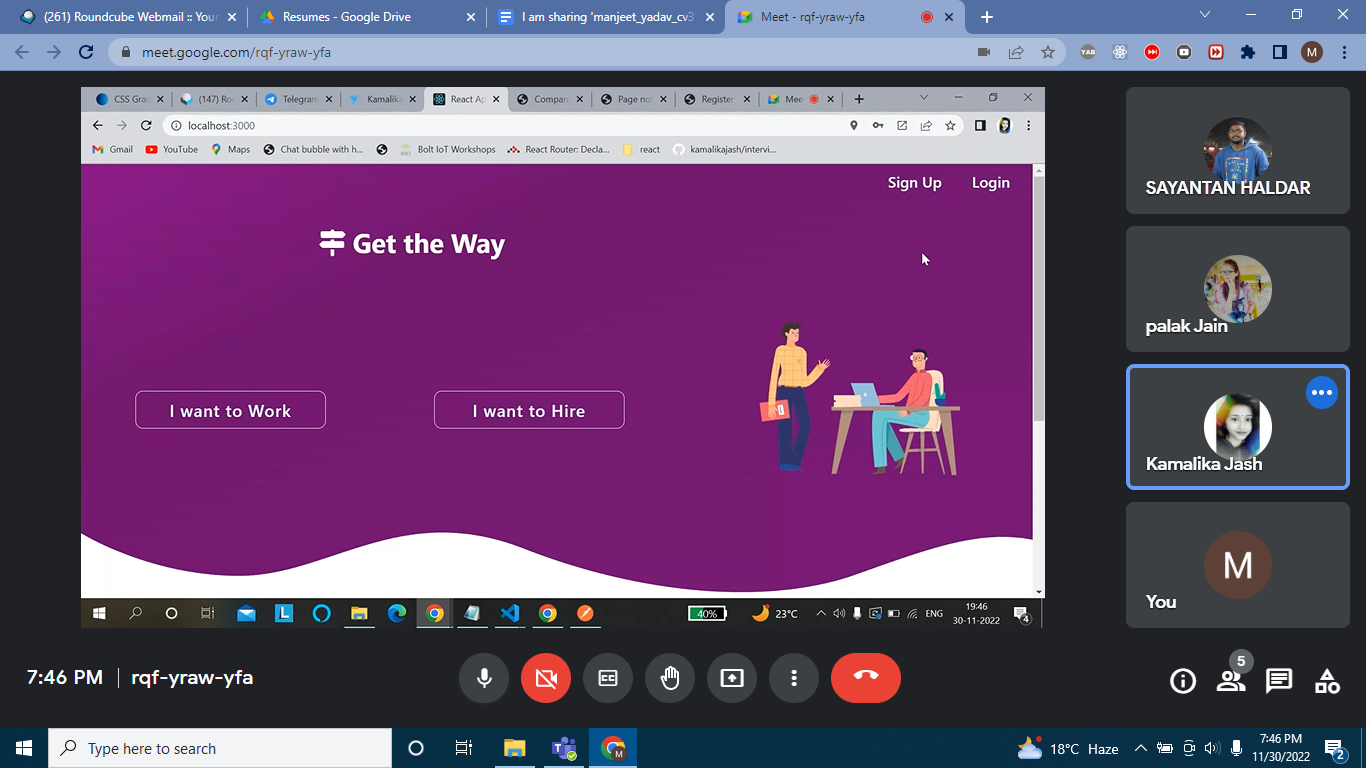 (261) Roundcube Webmail :: Your
Resumes - Google Drive
I am sharing 'manjeet_yadav_cv3
Meet - rqf-yraw-yfa
meet.google.com/rqf-yraw-yfa
YAB
M
CSS Grad
(147) Ro
Telegram
Kamalika
React Ap
Compan
Page not
Register
Mee
localhost:3000
Gmail
YouTube
Maps
Chat bubble with h...
Bolt IoT Workshops
React Router: Decla...
react
kamalikajash/intervi...
Sign Up
Login
Get the Way
I want to Work
I want to Hire
40%
23°C
ENG
19:46
30-11-2022
4
SAYANTAN HALDAR
palak Jain
Kamalika Jash
M
You
7:46 PM
rqf-yraw-yfa
CC
5
Type here to search
M
18°C Haze
7:46 PM
11/30/2022
2